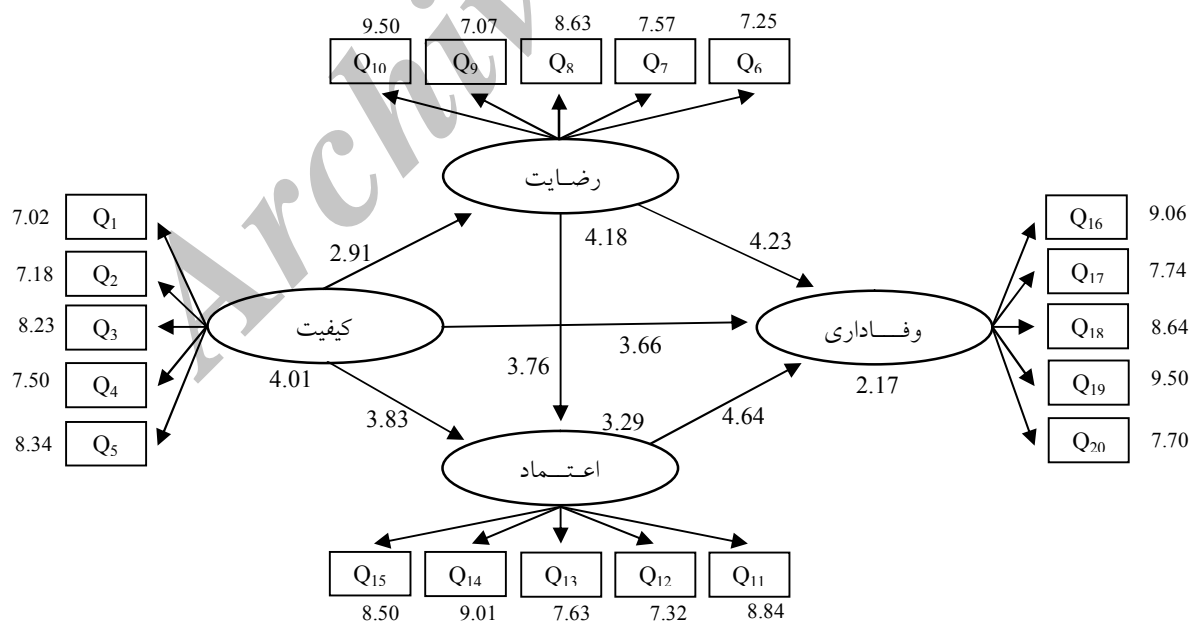 9.50 7.07 8.63 7.57 7.25
Q10 Q9 Q8 Q7 Q6
رضایت
7.02 Q1
7.18 Q2
8.23 Q3
7.50 Q4
8.34 Q5
2.91
4.18
4.23
کیفیت
4.01
3.66
3.76
3.83
وفاداری
2.17
3.29
4.64
اعتماد
Q16 9.06
Q17 7.74
Q18 8.64
Q19 9.50
Q20 7.70
Q15 Q14 Q13 Q12 Q11
8.50 9.01 7.63 7.32 8.84
Archiv